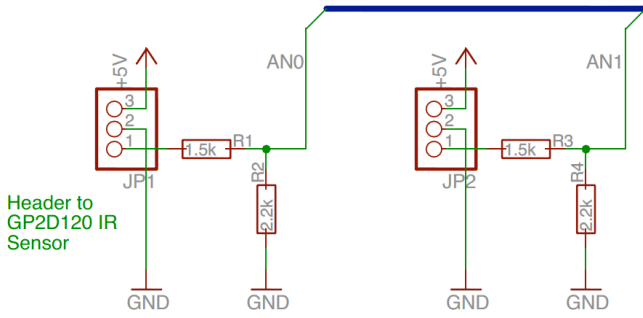 +5V
AN0
+5V
AN1
3
2
1
1.5k
R1
3
2
1
1.5k
R3
JP1
R2
2.2k
JP2
R4
2.2k
Header to
GP2D120 IR
Sensor
GND
GND
GND
GND